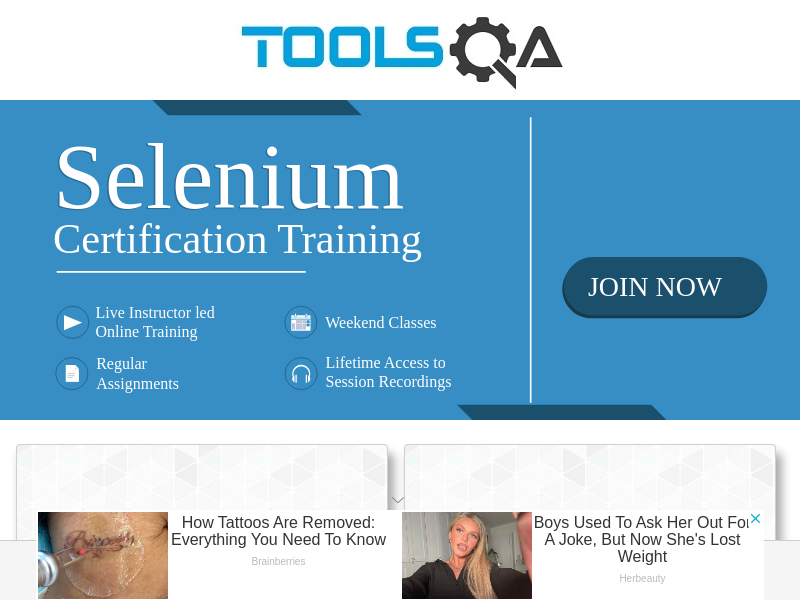 TOOLSQA
Selenium
Certification Training
JOIN NOW
Live Instructor led
Online Training
Weekend Classes
Regular
Assignments
Lifetime Access to
Session Recordings
How Tattoos Are Removed:
Everything You Need To Know
Brainberries
Boys Used To Ask Her Out For
A Joke, But Now She's Lost
Weight
Herbeauty